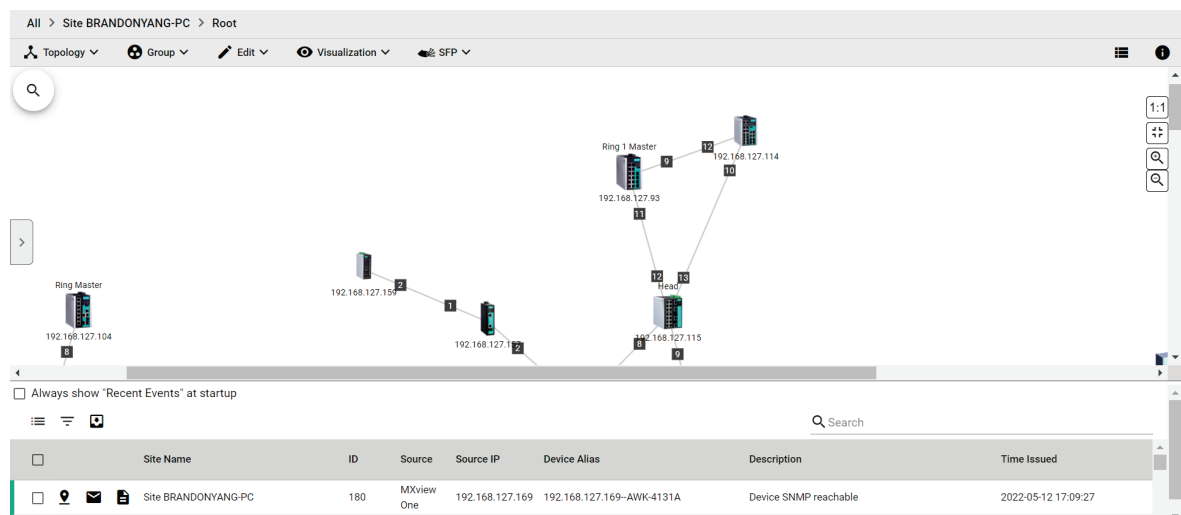 All > Site BRANDONYANG-PC > Root
Topology Group Edit Visualization SFP
1:1
Ring 1 Master
12
192.168.127.114
9
10
192.168.127.93
11
12 13
Head
192.168.127.159
2
1
Ring Master
192.168.127.104
8
2
192.168.127.115
8
9
Always show "Recent Events" at startup
Search
Site Name ID Source Source IP Device Alias Description Time Issued
Site BRANDONYANG-PC 180 MXview One 192.168.127.169 192.168.127.169--AWK-4131A Device SNMP reachable 2022-05-12 17:09:27